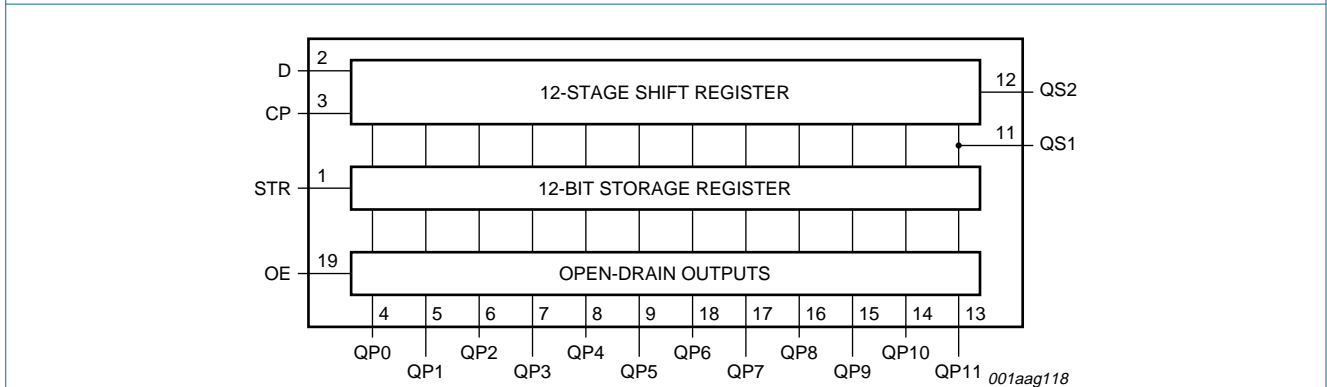 D
2
12-STAGE SHIFT REGISTER
12
QS2
CP
3
11
QS1
STR
1
12-BIT STORAGE REGISTER
OE
19
OPEN-DRAIN OUTPUTS
4 5 6 7 8 9 18 17 16 15 14 13
QP0 QP2 QP4 QP6 QP8 QP10
QP1 QP3 QP5 QP7 QP9 QP11
001aag118